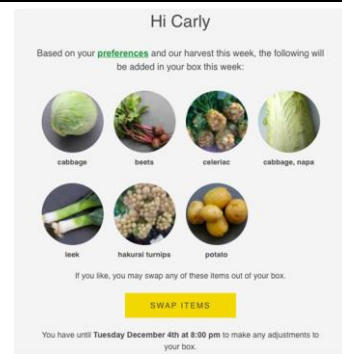 Hi Carly
Based on your preferences and our harvest this week, the following will
be added in your box this week:
cabbage
beets
celeriac
cabbage, napa
leek
hakurai turnips
potato
If you like, you may swap any of these items out of your box.
SWAP ITEMS
You have until Tuesday December 4th at 8:00 pm to make any adjustments to
your box.